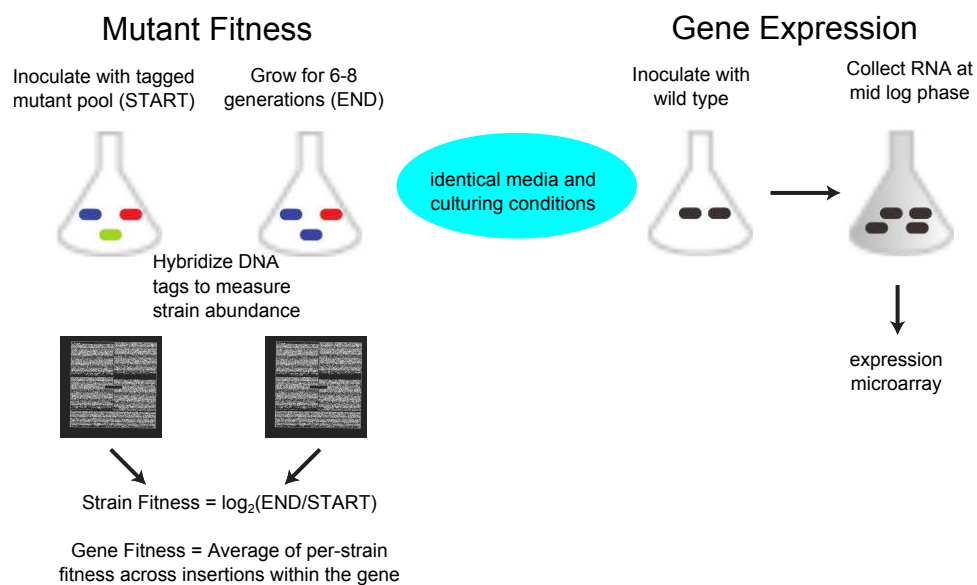 Mutant Fitness
Inoculate with tagged
mutant pool (START)
Grow for 6-8
generations (END)
Hybridize DNA
tags to measure
strain abundance
Strain Fitness = log₂(END/START)
Gene Fitness = Average of per-strain
fitness across insertions within the gene
identical media and
culturing conditions
Gene Expression
Inoculate with
wild type
Collect RNA at
mid log phase
expression
microarray